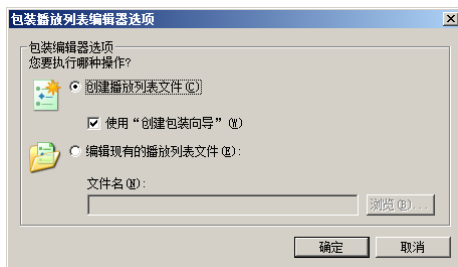 包装播放列表编辑器选项
包装编辑器选项
您要执行哪种操作?
创建播放列表文件(C)
使用“创建包装向导”(W)
编辑现有的播放列表文件(E):
文件名(N):
浏览(B)...
确定 取消